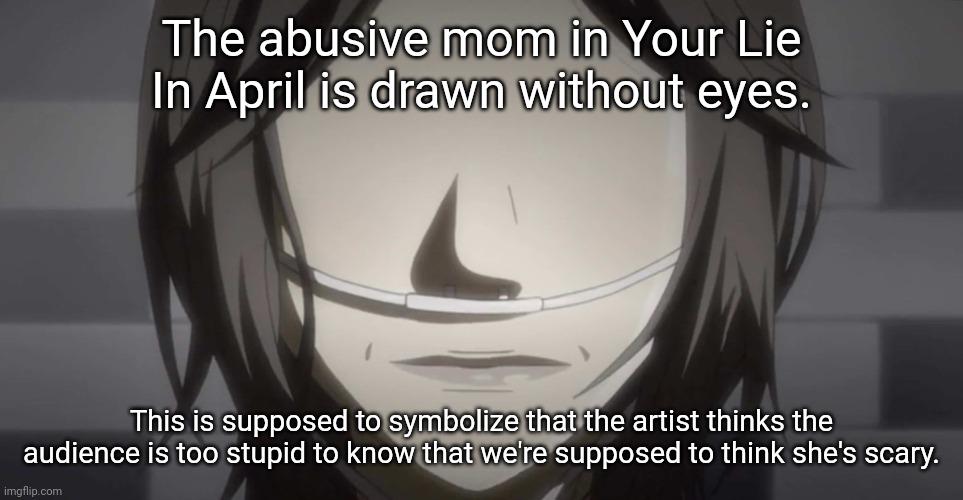 The abusive mom in Your Lie
In April is drawn without eyes.
This is supposed to symbolize that the artist thinks the
audience is too stupid to know that we're supposed to think she's scary.
imgflip.com